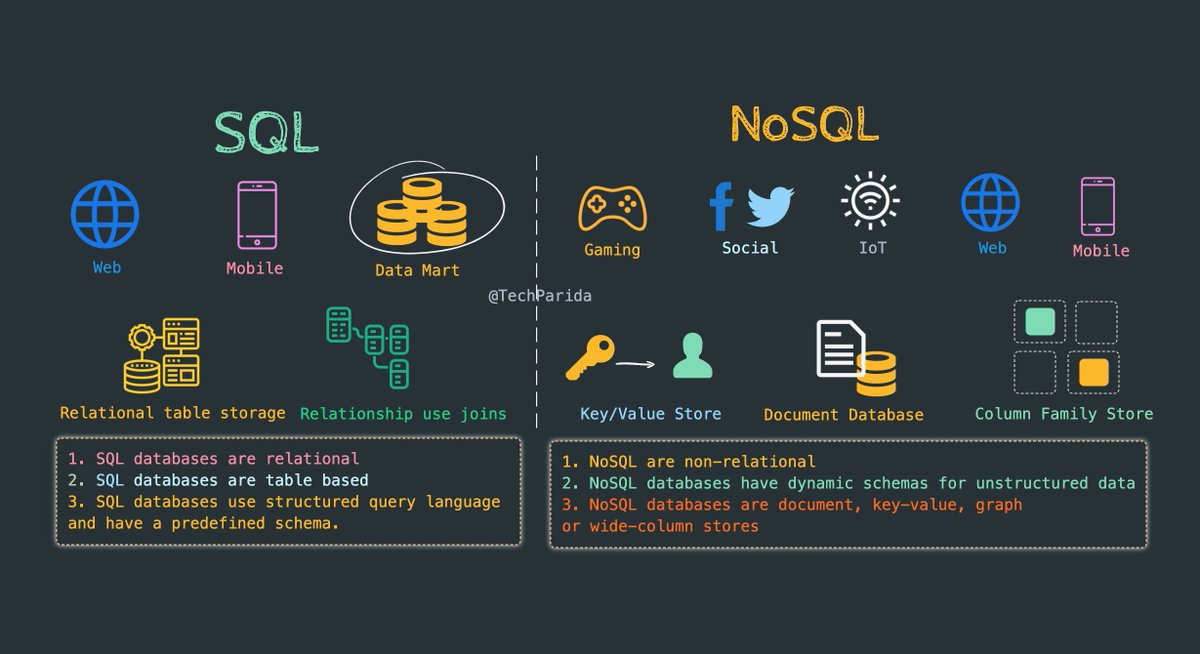 SQL
NoSQL
Web
Mobile
Data Mart
Gaming
Social
IoT
Web
Mobile
@TechParida
Relational table storage
Relationship use joins
Key/Value Store
Document Database
Column Family Store
1. SQL databases are relational
2. SQL databases are table based
3. SQL databases use structured query language
and have a predefined schema.
1. NoSQL are non-relational
2. NoSQL databases have dynamic schemas for unstructured data
3. NoSQL databases are document, key-value, graph
or wide-column stores